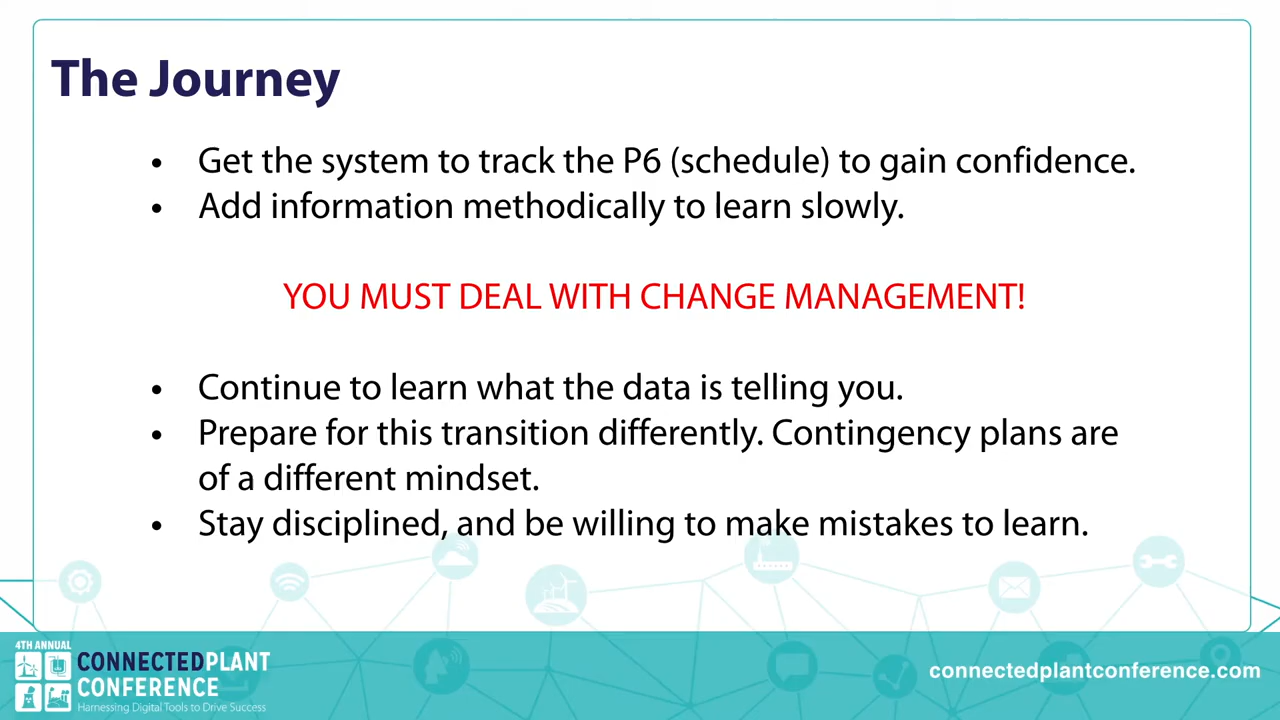 The Journey
• Get the system to track the P6 (schedule) to gain confidence.
• Add information methodically to learn slowly.
YOU MUST DEAL WITH CHANGE MANAGEMENT!
• Continue to learn what the data is telling you.
• Prepare for this transition differently. Contingency plans are
of a different mindset.
• Stay disciplined, and be willing to make mistakes to learn.
4TH ANNUAL
CONNECTEDPLANT
CONFERENCE
Harnessing Digital Tools to Drive Success
connectedplantconference.com